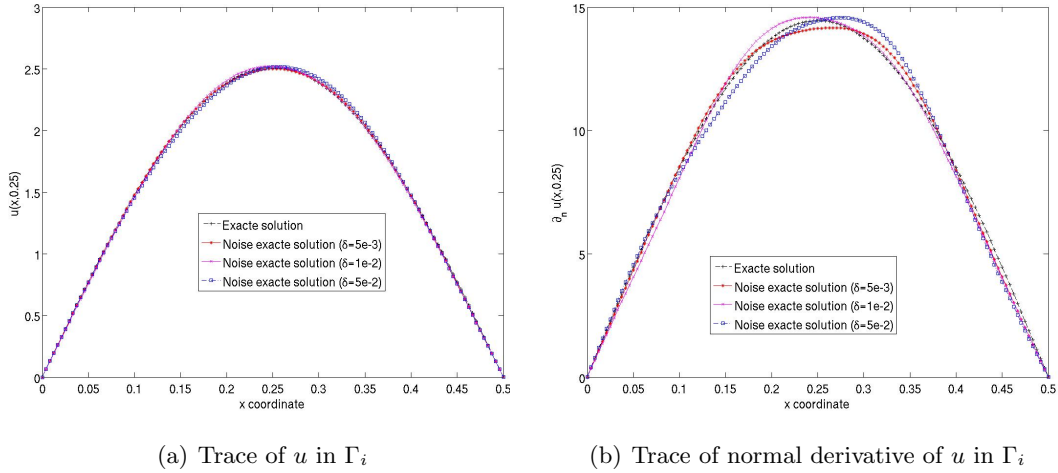 3
2.5
2
1.5
1
0.5
0
u(x,0.25)
Exacte solution
Noise exacte solution (δ=5e-3)
Noise exacte solution (δ=1e-2)
Noise exacte solution (δ=5e-2)
0 0.05 0.1 0.15 0.2 0.25 0.3 0.35 0.4 0.45 0.5
x coordinate
(a) Trace of u in Γi
15
10
5
0
∂n u(x,0.25)
Exacte solution
Noise exacte solution (δ=5e-3)
Noise exacte solution (δ=1e-2)
Noise exacte solution (δ=5e-2)
0 0.05 0.1 0.15 0.2 0.25 0.3 0.35 0.4 0.45 0.5
x coordinate
(b) Trace of normal derivative of u in Γi